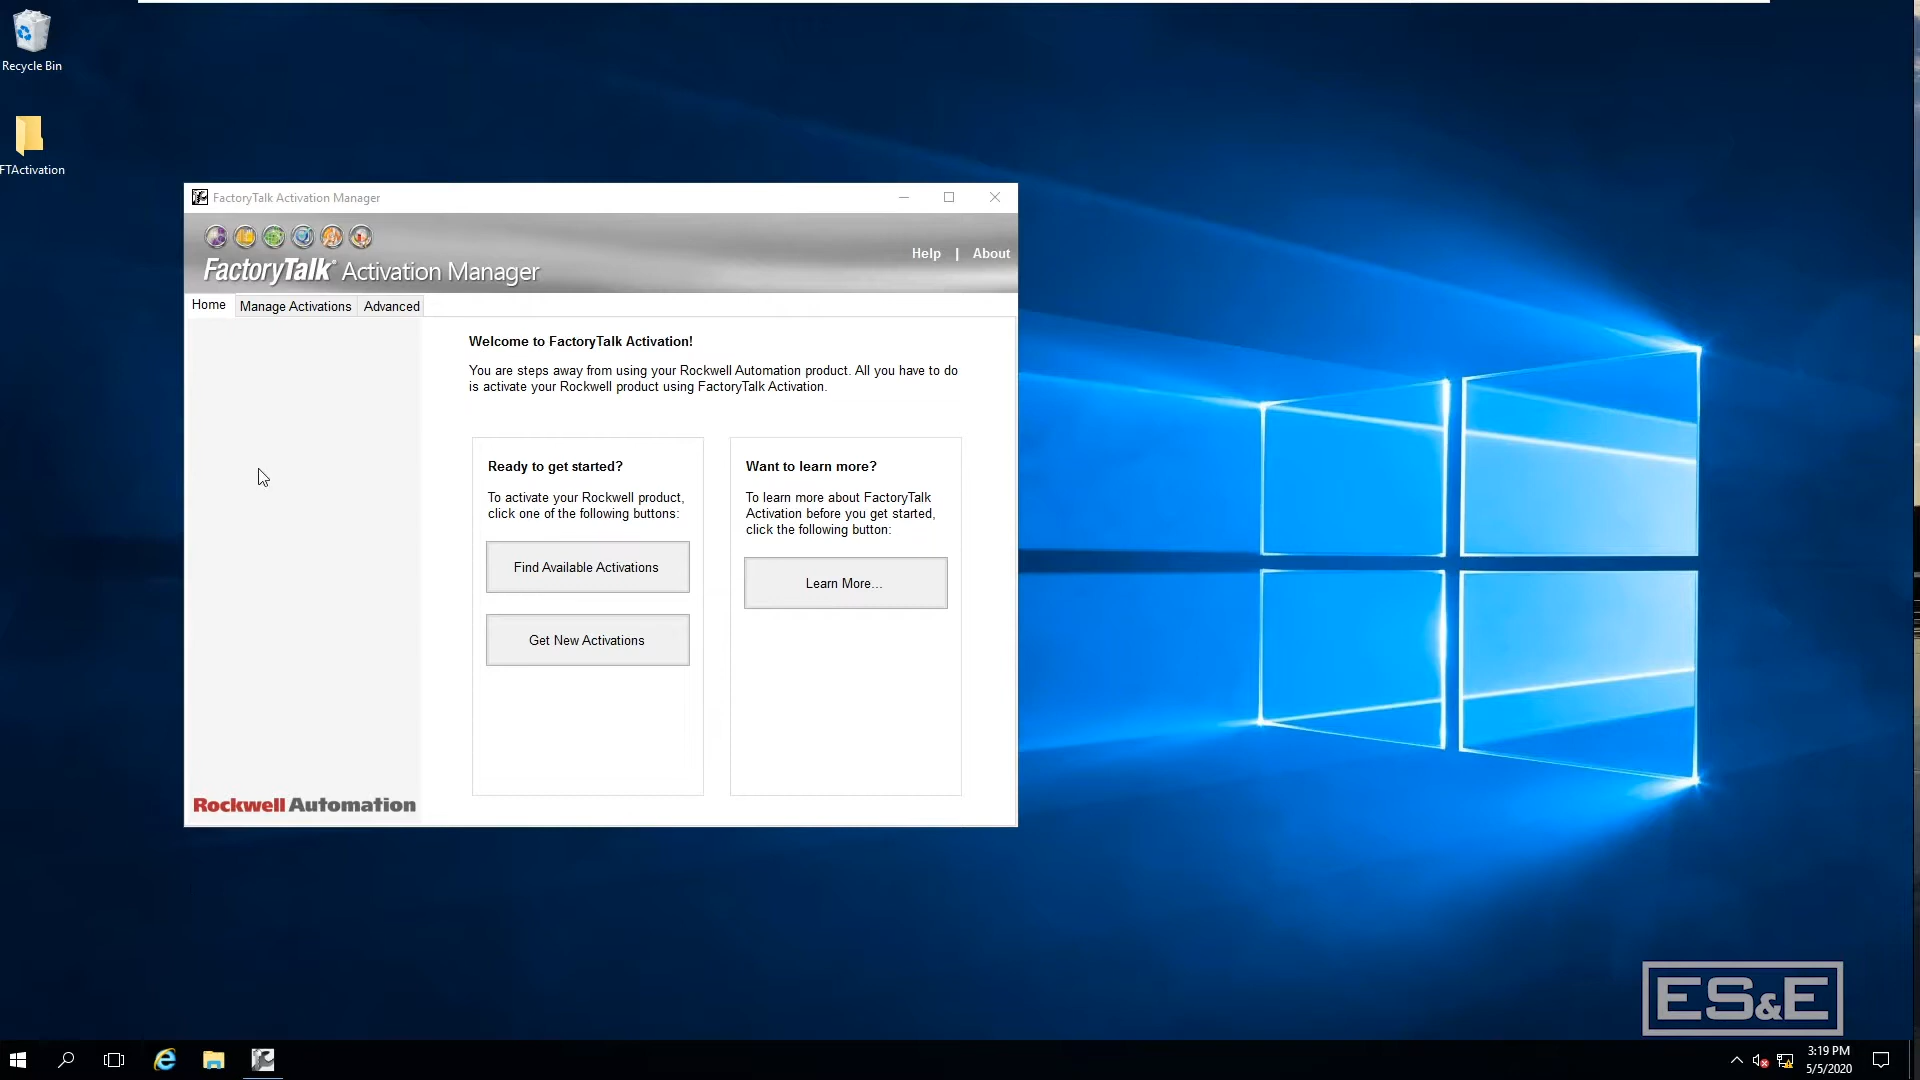 Recycle Bin
FTActivation
FactoryTalk Activation Manager
FactoryTalk Activation Manager
Help | About
Home Manage Activations Advanced
Welcome to FactoryTalk Activation!
You are steps away from using your Rockwell Automation product. All you have to do
is activate your Rockwell product using FactoryTalk Activation.
Ready to get started?
To activate your Rockwell product,
click one of the following buttons:
Find Available Activations
Get New Activations
Want to learn more?
To learn more about FactoryTalk
Activation before you get started,
click the following button:
Learn More...
Rockwell Automation
ES&E
3:19 PM
5/5/2020